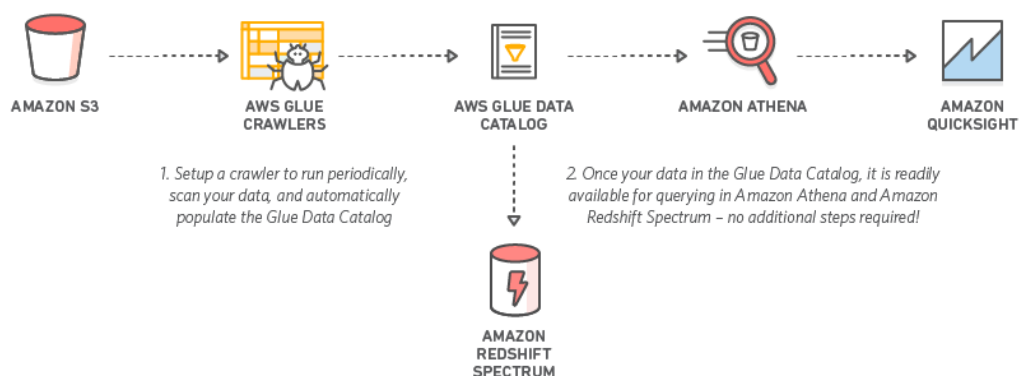 AMAZON S3
AWS GLUE
CRAWLERS
AWS GLUE DATA
CATALOG
AMAZON ATHENA
AMAZON
QUICKSIGHT
1. Setup a crawler to run periodically,
scan your data, and automatically
populate the Glue Data Catalog
2. Once your data in the Glue Data Catalog, it is readily
available for querying in Amazon Athena and Amazon
Redshift Spectrum – no additional steps required!
AMAZON
REDSHIFT
SPECTRUM